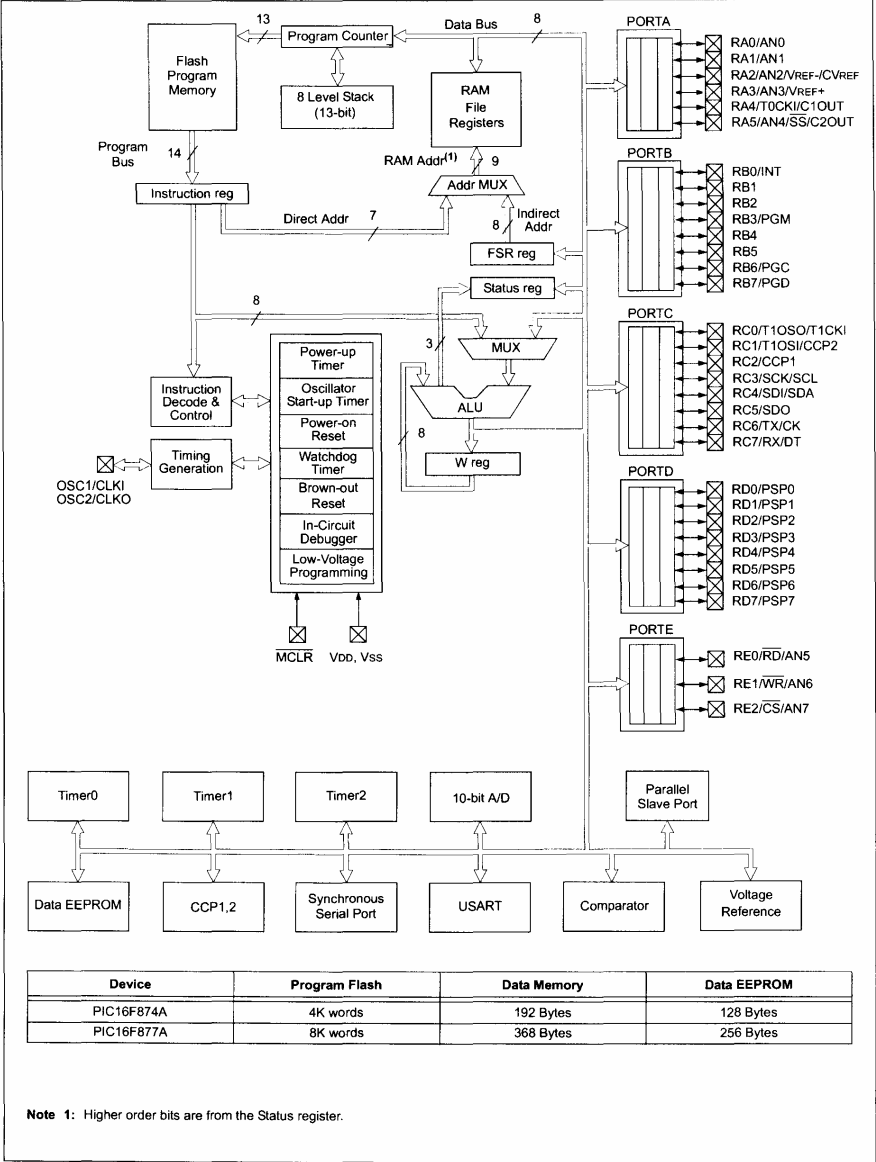 13
Data Bus
8
PORTA
Program Counter
Flash
Program
Memory
8 Level Stack
(13-bit)
RAM
File
Registers
RA0/AN0
RA1/AN1
RA2/AN2/VREF-/CVREF
RA3/AN3/VREF+
RA4/T0CKI/C1OUT
RA5/AN4/SS/C2OUT
Program
Bus
14
RAM Addr(1)
9
PORTB
Instruction reg
Addr MUX
Direct Addr
7
8
Indirect
Addr
FSR reg
RB0/INT
RB1
RB2
RB3/PGM
RB4
RB5
RB6/PGC
RB7/PGD
Status reg
8
3
MUX
ALU
8
W reg
PORTC
RC0/T1OSO/T1CKI
RC1/T1OSI/CCP2
RC2/CCP1
RC3/SCK/SCL
RC4/SDI/SDA
RC5/SDO
RC6/TX/CK
RC7/RX/DT
Instruction
Decode &
Control
Timing
Generation
OSC1/CLKI
OSC2/CLKO
Power-up
Timer
Oscillator
Start-up Timer
Power-on
Reset
Watchdog
Timer
Brown-out
Reset
In-Circuit
Debugger
Low-Voltage
Programming
MCLR
VDD, VSS
PORTD
RD0/PSP0
RD1/PSP1
RD2/PSP2
RD3/PSP3
RD4/PSP4
RD5/PSP5
RD6/PSP6
RD7/PSP7
PORTE
RE0/RD/AN5
RE1/WR/AN6
RE2/CS/AN7
Timer0
Timer1
Timer2
10-bit A/D
Parallel
Slave Port
Data EEPROM
CCP1,2
Synchronous
Serial Port
USART
Comparator
Voltage
Reference
Device Program Flash Data Memory Data EEPROM
PIC16F874A 4K words 192 Bytes 128 Bytes
PIC16F877A 8K words 368 Bytes 256 Bytes
Note 1: Higher order bits are from the Status register.